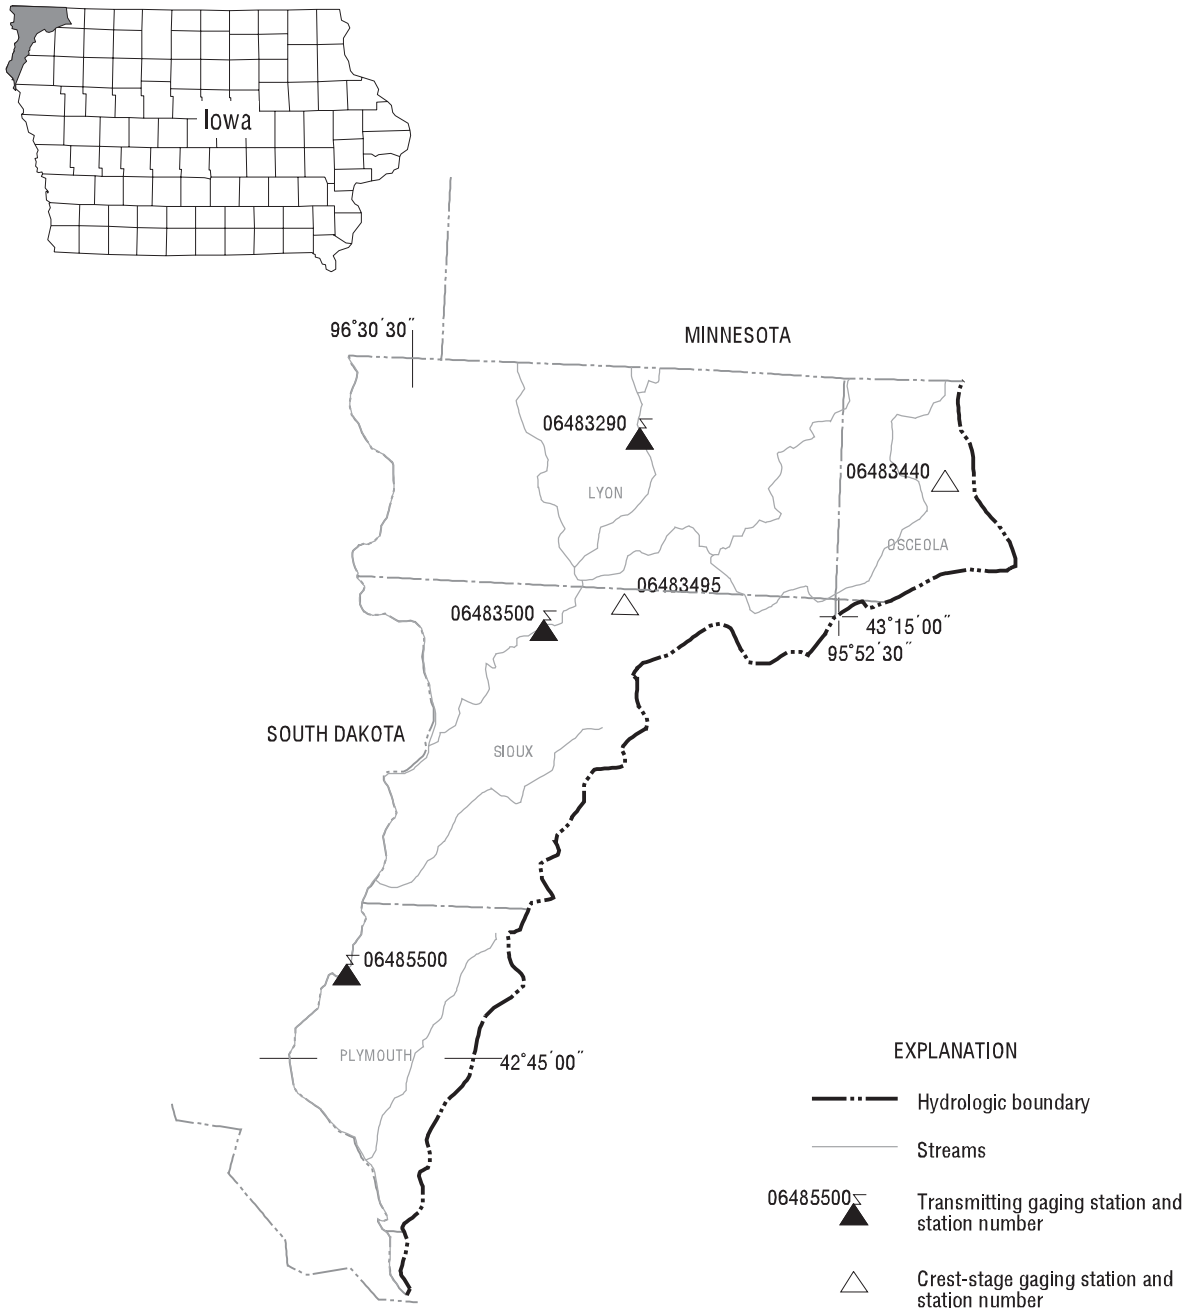 Iowa
96°30′30″
MINNESOTA
06483290
06483440
LYON
OSCEOLA
06483495
06483500
43°15′00″
95°52′30″
SOUTH DAKOTA
SIOUX
06485500
PLYMOUTH
42°45′00″
EXPLANATION
Hydrologic boundary
Streams
06485500
Transmitting gaging station and
station number
Crest-stage gaging station and
station number